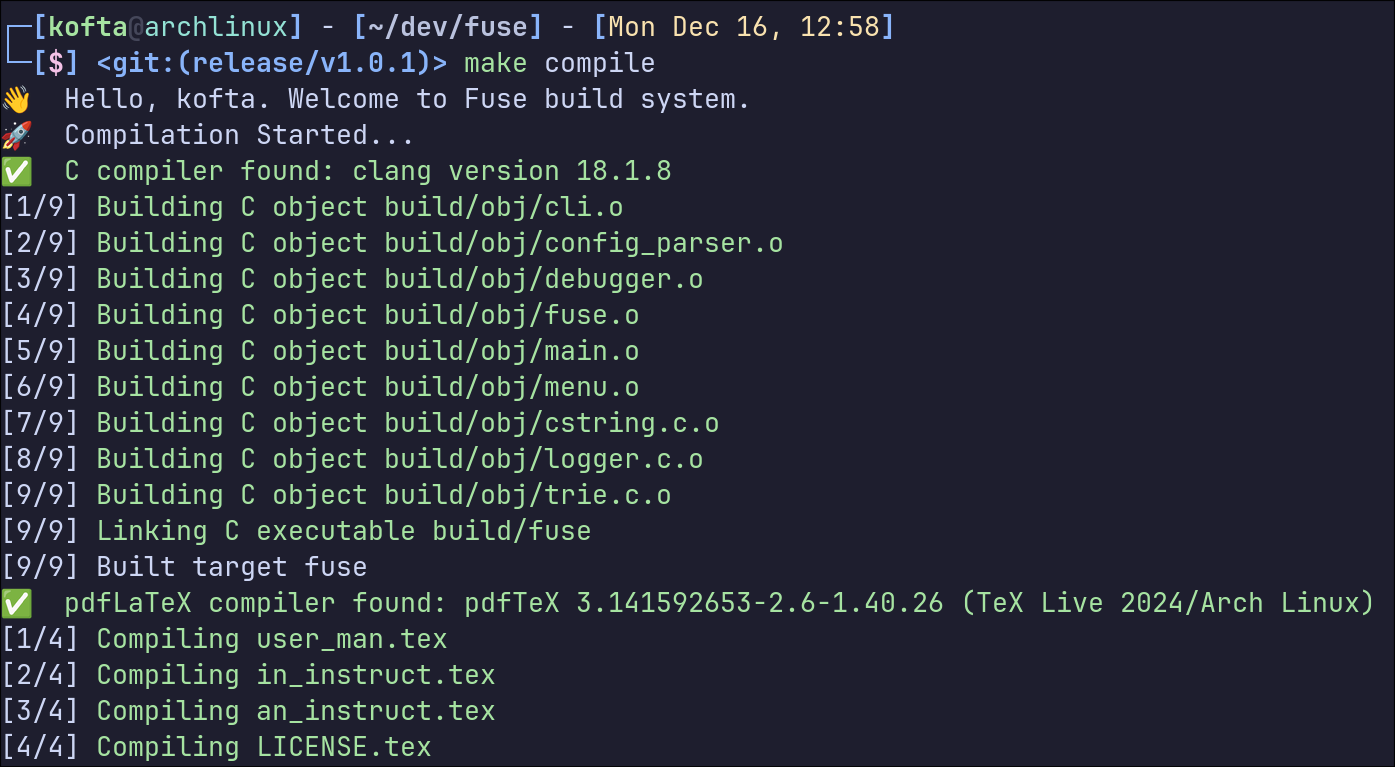 ┌─[kofta@archlinux] - [~/dev/fuse] - [Mon Dec 16, 12:58]
└─[$] <git:(release/v1.0.1)> make compile
👋  Hello, kofta. Welcome to Fuse build system.
🚀  Compilation Started...
✅  C compiler found: clang version 18.1.8
[1/9] Building C object build/obj/cli.o
[2/9] Building C object build/obj/config_parser.o
[3/9] Building C object build/obj/debugger.o
[4/9] Building C object build/obj/fuse.o
[5/9] Building C object build/obj/main.o
[6/9] Building C object build/obj/menu.o
[7/9] Building C object build/obj/cstring.c.o
[8/9] Building C object build/obj/logger.c.o
[9/9] Building C object build/obj/trie.c.o
[9/9] Linking C executable build/fuse
[9/9] Built target fuse
✅  pdfLaTeX compiler found: pdfTeX 3.141592653-2.6-1.40.26 (TeX Live 2024/Arch Linux)
[1/4] Compiling user_man.tex
[2/4] Compiling in_instruct.tex
[3/4] Compiling an_instruct.tex
[4/4] Compiling LICENSE.tex